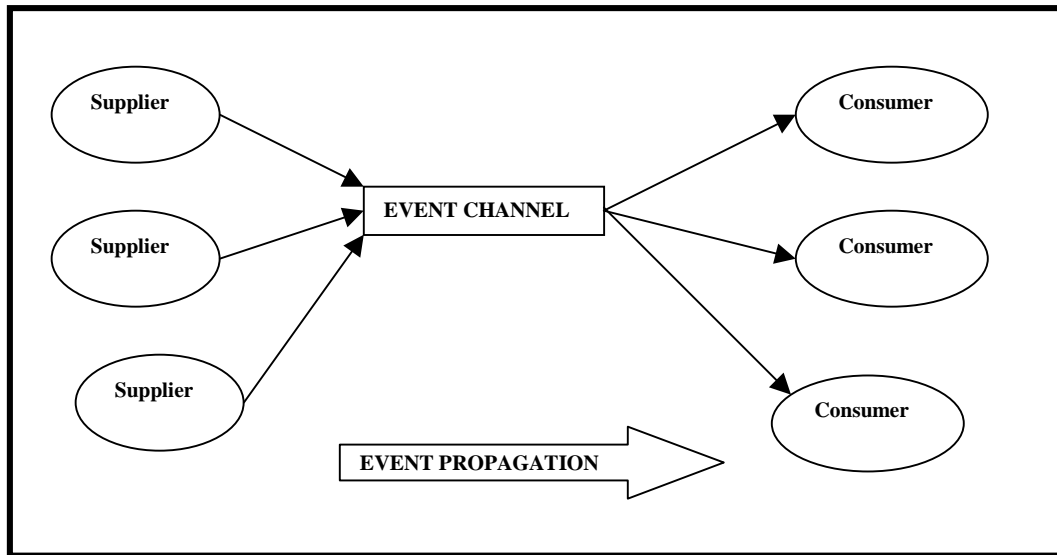 Supplier
Consumer
EVENT CHANNEL
Supplier
Consumer
Supplier
Consumer
EVENT PROPAGATION